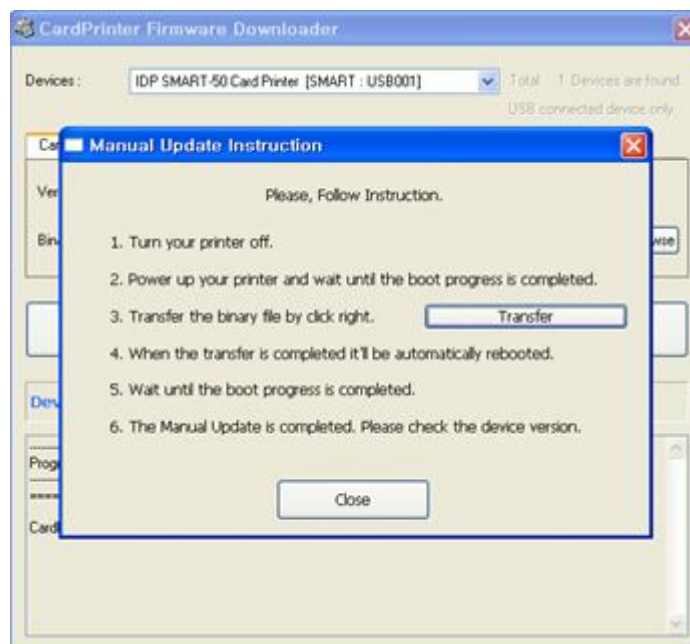 CardPrinter Firmware Downloader
Devices : IDP SMART-50 Card Printer [SMART : USB001] Total 1 Devices are found
USB connected device only
Manual Update Instruction
Please, Follow Instruction.
1. Turn your printer off.
2. Power up your printer and wait until the boot progress is completed.
3. Transfer the binary file by click right. Transfer
4. When the transfer is completed it'll be automatically rebooted.
5. Wait until the boot progress is completed.
6. The Manual Update is completed. Please check the device version.
Close